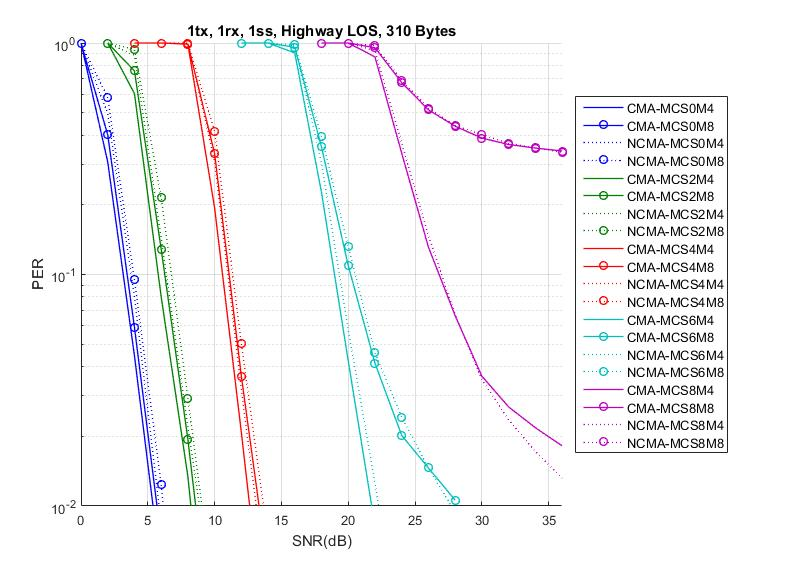 1tx, 1rx, 1ss, Highway LOS, 310 Bytes
PER
10^0
10^-1
10^-2
0 5 10 15 20 25 30 35
SNR(dB)
CMA-MCS0M4
CMA-MCS0M8
NCMA-MCS0M4
NCMA-MCS0M8
CMA-MCS2M4
CMA-MCS2M8
NCMA-MCS2M4
NCMA-MCS2M8
CMA-MCS4M4
CMA-MCS4M8
NCMA-MCS4M4
NCMA-MCS4M8
CMA-MCS6M4
CMA-MCS6M8
NCMA-MCS6M4
NCMA-MCS6M8
CMA-MCS8M4
CMA-MCS8M8
NCMA-MCS8M4
NCMA-MCS8M8